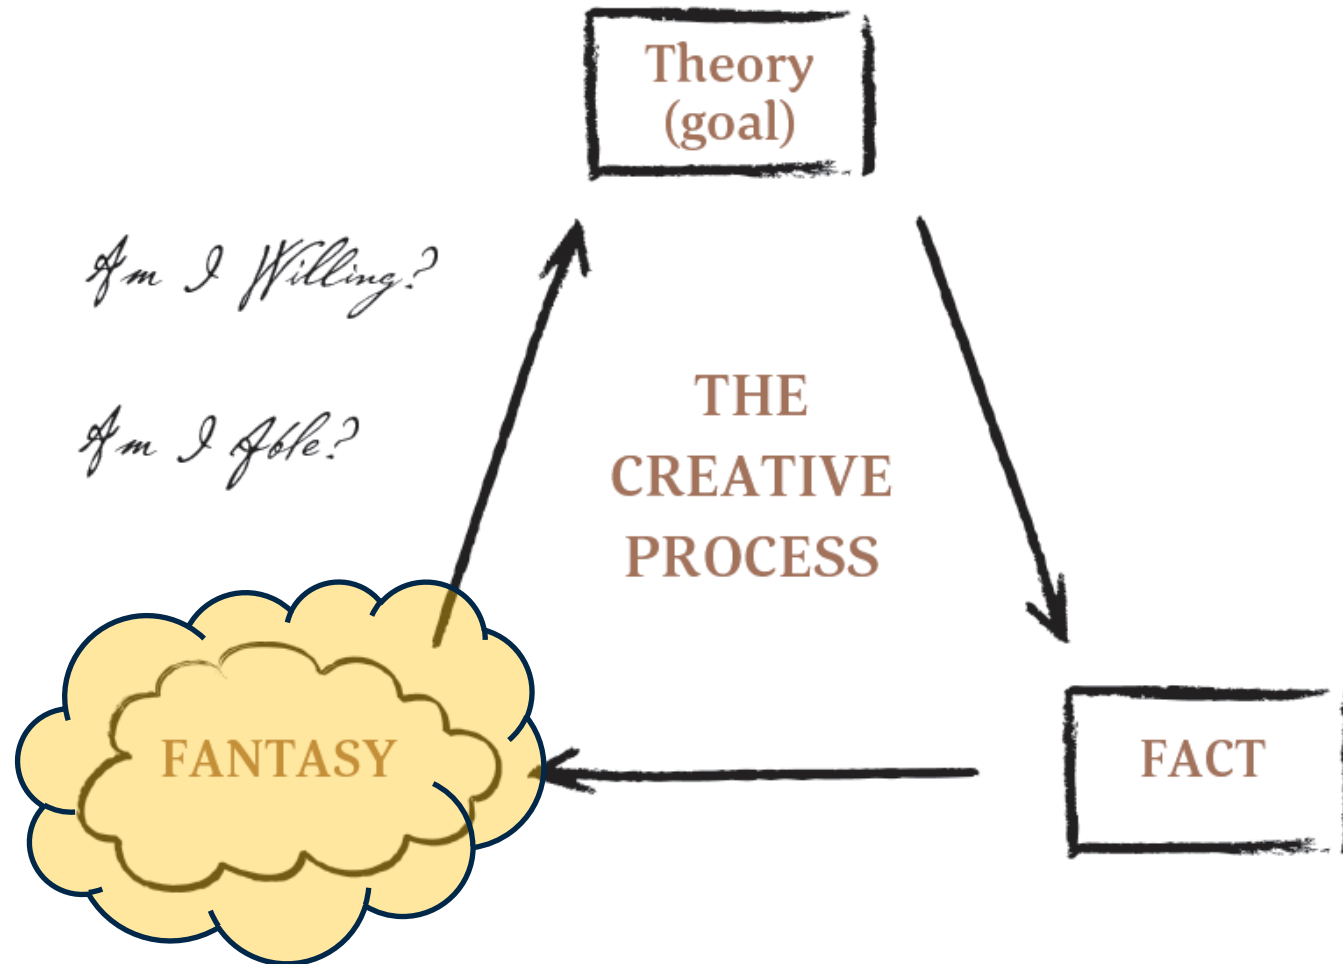 Theory
(goal)
Am I Willing?
THE
CREATIVE
PROCESS
Am I Able?
FANTASY
FACT